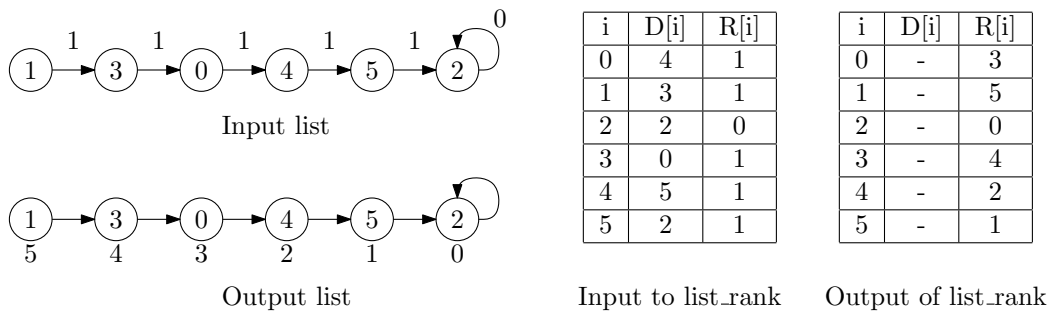 1 1 1 1 1 0
1 3 0 4 5 2
Input list
1 3 0 4 5 2
5 4 3 2 1 0
Output list
i D[i] R[i]
0 4 1
1 3 1
2 2 0
3 0 1
4 5 1
5 2 1
Input to list_rank
i D[i] R[i]
0 - 3
1 - 5
2 - 0
3 - 4
4 - 2
5 - 1
Output of list_rank